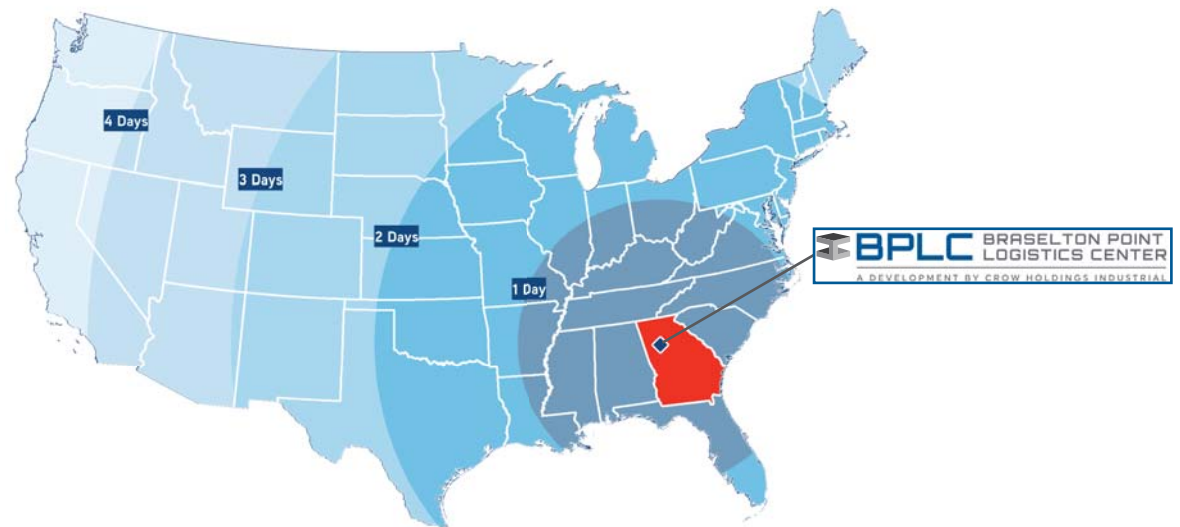 4 Days
3 Days
2 Days
1 Day
BPLC BRASELTON POINT
LOGISTICS CENTER
A DEVELOPMENT BY CROW HOLDINGS INDUSTRIAL